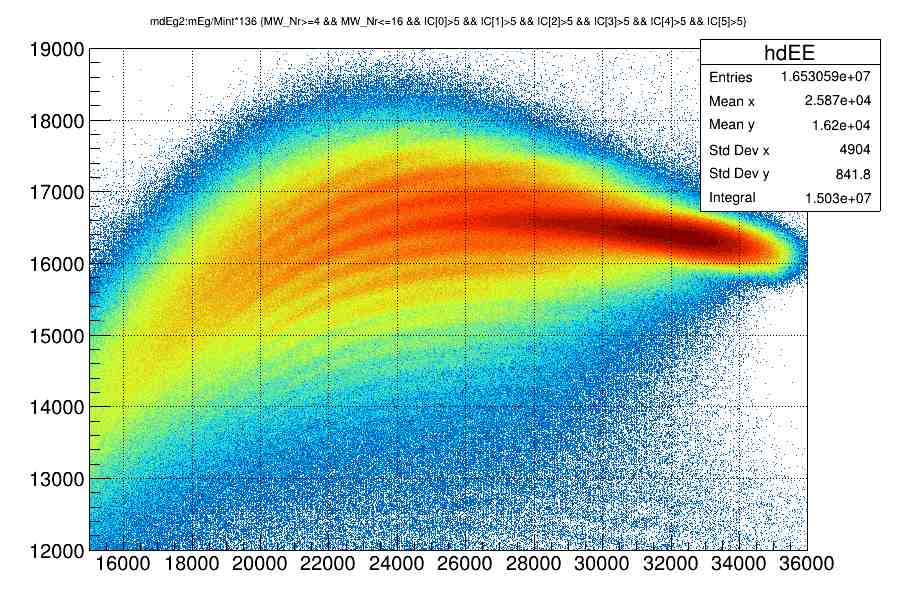 mdEg2:mEg/Mint*136 {MW_Nr>=4 && MW_Nr<=16 && IC[0]>5 && IC[1]>5 && IC[2]>5 && IC[3]>5 && IC[4]>5 && IC[5]>5}
hdEE
Entries 1.653059e+07
Mean x 2.587e+04
Mean y 1.62e+04
Std Dev x 4904
Std Dev y 841.8
Integral 1.503e+07
19000
18000
17000
16000
15000
14000
13000
12000
16000 18000 20000 22000 24000 26000 28000 30000 32000 34000 36000